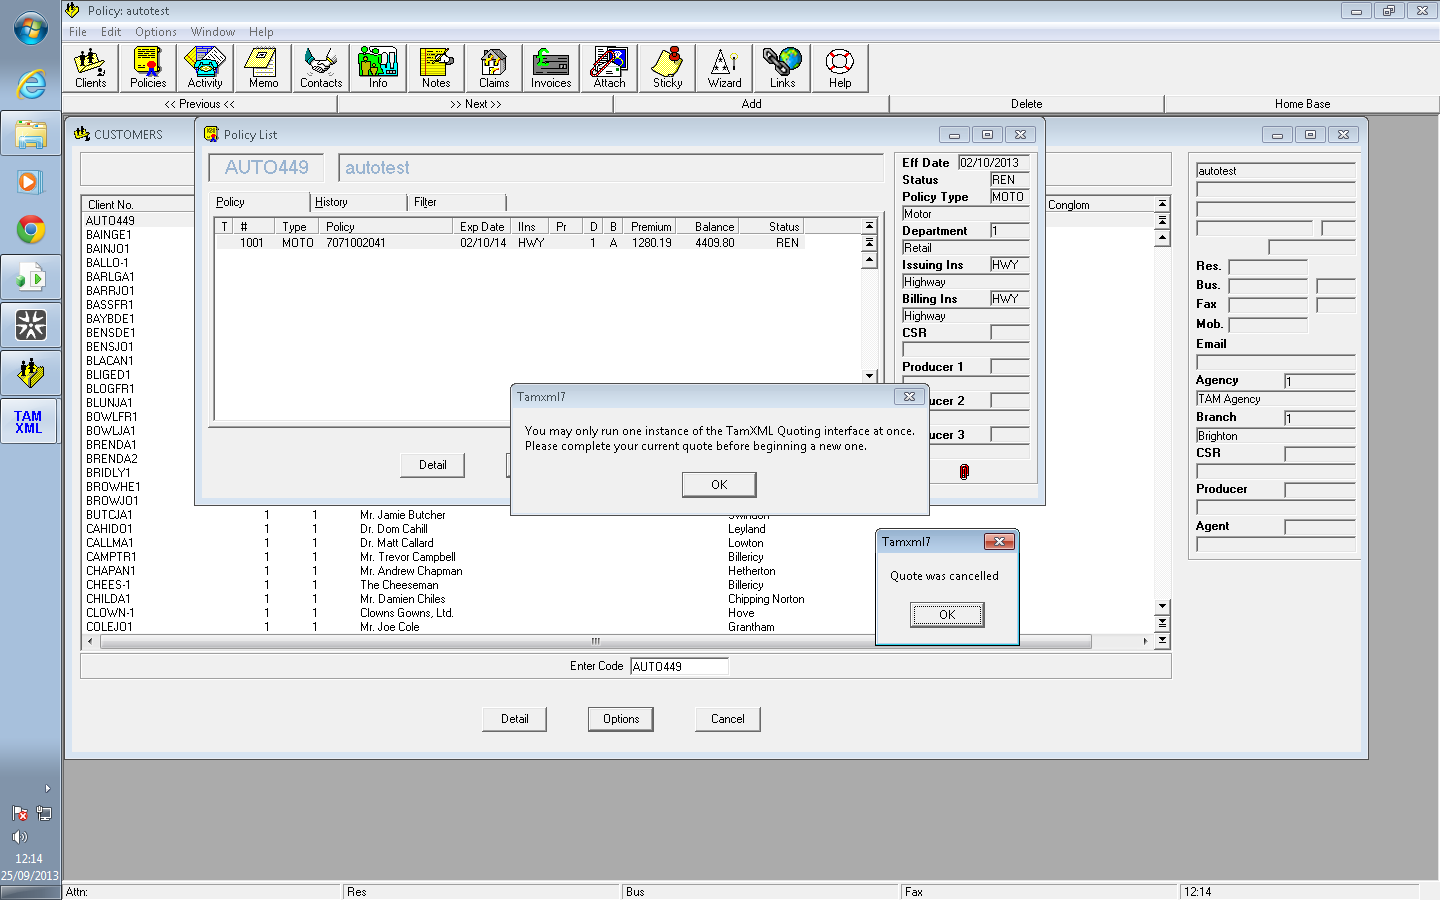 Policy: autotest
File Edit Options Window Help
Clients Policies Activity Memo Contacts Info Notes Claims Invoices Attach Sticky Wizard Links Help
<< Previous << >> Next >> Add Delete Home Base
CUSTOMERS
Policy List
AUTO449 autotest
Policy History Filter
T # Type Policy Exp Date IIns Pr D B Premium Balance Status
1001 MOTO 7071002041 02/10/14 HWY 1 A 1280.19 4409.80 REN
Detail
Eff Date 02/10/2013
Status REN
Policy Type MOTO
Motor
Department 1
Retail
Issuing Ins HWY
Highway
Billing Ins HWY
Highway
CSR
Producer 1
ucer 2
ucer 3
Client No.
Conglom
AUTO449
BAINGE1
BAINJO1
BALLO-1
BARLGA1
BARRJO1
BASSFR1
BAYBDE1
BENSDE1
BENSJO1
BLACAN1
BLIGED1
BLOGFR1
BLUNJA1
BOWLFR1
BOWLJA1
BRENDA1
BRENDA2
BRIDLY1
BROWHE1
BROWJO1
BUTCJA1 1 1 Mr. Jamie Butcher Swindon
CAHIDO1 1 1 Dr. Dom Cahill Leyland
CALLMA1 1 1 Dr. Matt Callard Lowton
CAMPTR1 1 1 Mr. Trevor Campbell Billericy
CHAPAN1 1 1 Mr. Andrew Chapman Hetherton
CHEES-1 1 1 The Cheeseman Billericy
CHILDA1 1 1 Mr. Damien Chiles Chipping Norton
CLOWN-1 1 1 Clowns Gowns, Ltd. Hove
COLEJO1 1 1 Mr. Joe Cole Grantham
Enter Code AUTO449
Detail Options Cancel
Tamxml7
You may only run one instance of the TamXML Quoting interface at once.
Please complete your current quote before beginning a new one.
OK
Tamxml7
Quote was cancelled
OK
autotest
Res.
Bus.
Fax
Mob.
Email
Agency 1
TAM Agency
Branch 1
Brighton
CSR
Producer
Agent
TAM
XML
12:14
25/09/2013
Attn: Res Bus Fax 12:14